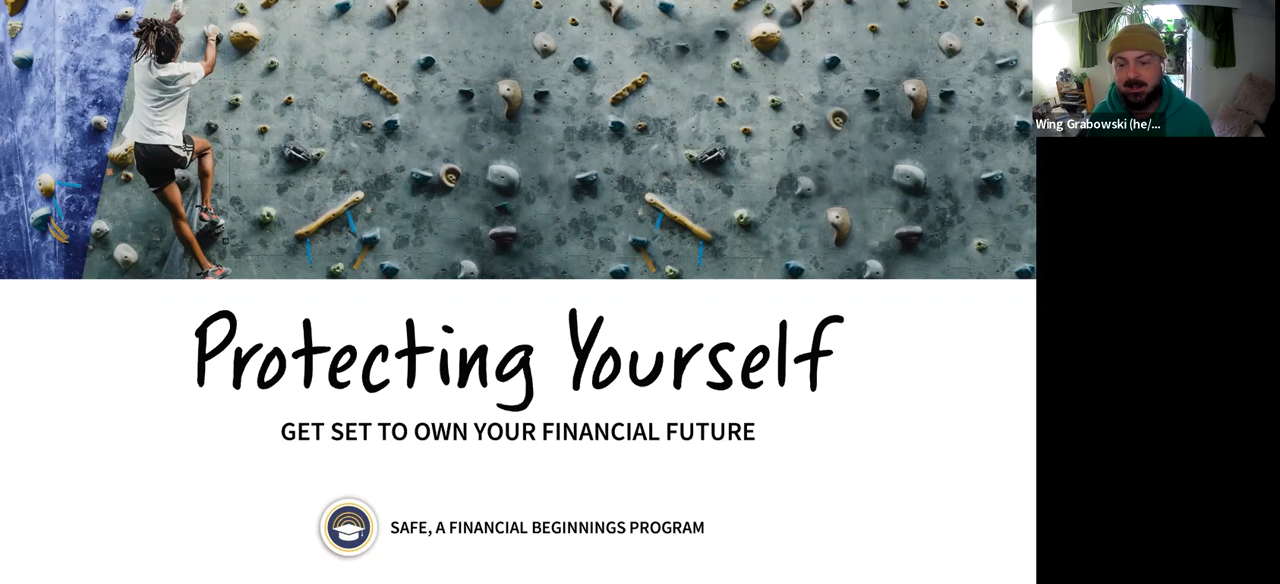 Wing Grabowski (he/...
Protecting Yourself
GET SET TO OWN YOUR FINANCIAL FUTURE
SAFE, A FINANCIAL BEGINNINGS PROGRAM